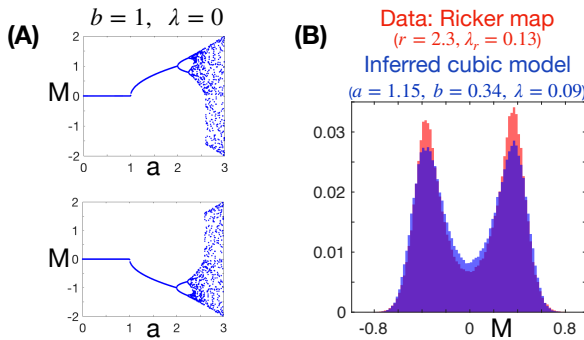 (A)
b = 1, λ = 0
2
1
M 0
-1
-2
0 1 2 3
a
2
1
M 0
-1
-2
0 1 2 3
a
(B)
Data: Ricker map
(r = 2.3, λ_r = 0.13)
Inferred cubic model
(a = 1.15, b = 0.34, λ = 0.09)
0.03
0.02
0.01
0
-0.8 0 M 0.8